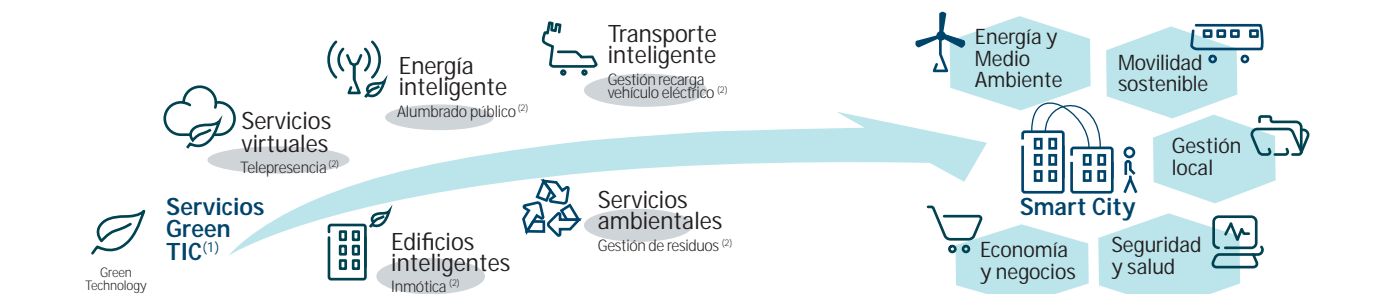 Servicios
Green
TIC(1)
Green
Technology
Servicios
virtuales
Telepresencia (2)
Energía
inteligente
Alumbrado público (2)
Transporte
inteligente
Gestión recarga
vehículo eléctrico (2)
Edificios
inteligentes
Inmótica (2)
Servicios
ambientales
Gestión de residuos (2)
Energía y
Medio
Ambiente
Movilidad
sostenible
Gestión
local
Smart City
Economía
y negocios
Seguridad
y salud